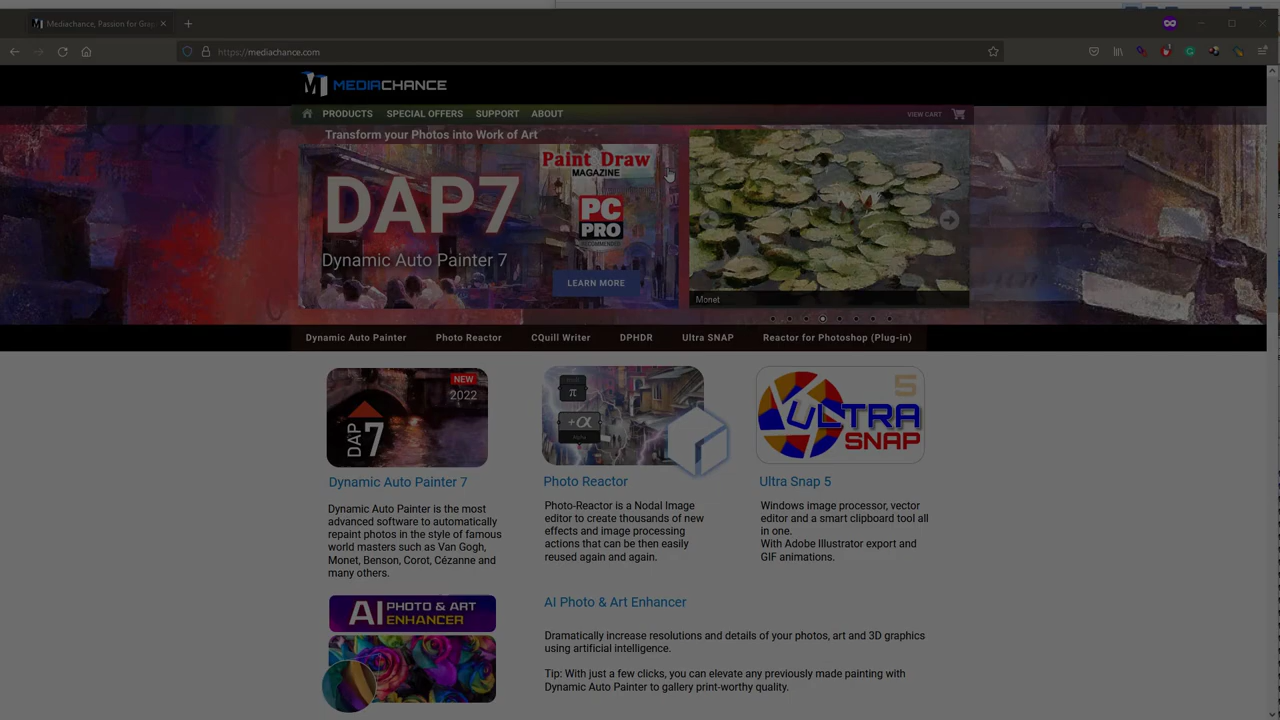 Mediachance, Passion for Grap
https://mediachance.com
MEDIACHANCE
PRODUCTS SPECIAL OFFERS SUPPORT ABOUT VIEW CART
Transform your Photos into Work of Art
Paint Draw
MAGAZINE
DAP7
PC
PRO
RECOMMENDED
Dynamic Auto Painter 7
LEARN MORE
Monet
Dynamic Auto Painter Photo Reactor CQuill Writer DPHDR Ultra SNAP Reactor for Photoshop (Plug-in)
NEW
2022
DAP
7
π
+α
Alpha
5
ULTRA
SNAP
Dynamic Auto Painter 7
Dynamic Auto Painter is the most
advanced software to automatically
repaint photos in the style of famous
world masters such as Van Gogh,
Monet, Benson, Corot, Cézanne and
many others.
Photo Reactor
Photo-Reactor is a Nodal Image
editor to create thousands of new
effects and image processing
actions that can be then easily
reused again and again.
Ultra Snap 5
Windows image processor, vector
editor and a smart clipboard tool all
in one.
With Adobe Illustrator export and
GIF animations.
AI PHOTO & ART
ENHANCER
AI Photo & Art Enhancer
Dramatically increase resolutions and details of your photos, art and 3D graphics
using artificial intelligence.
Tip: With just a few clicks, you can elevate any previously made painting with
Dynamic Auto Painter to gallery print-worthy quality.